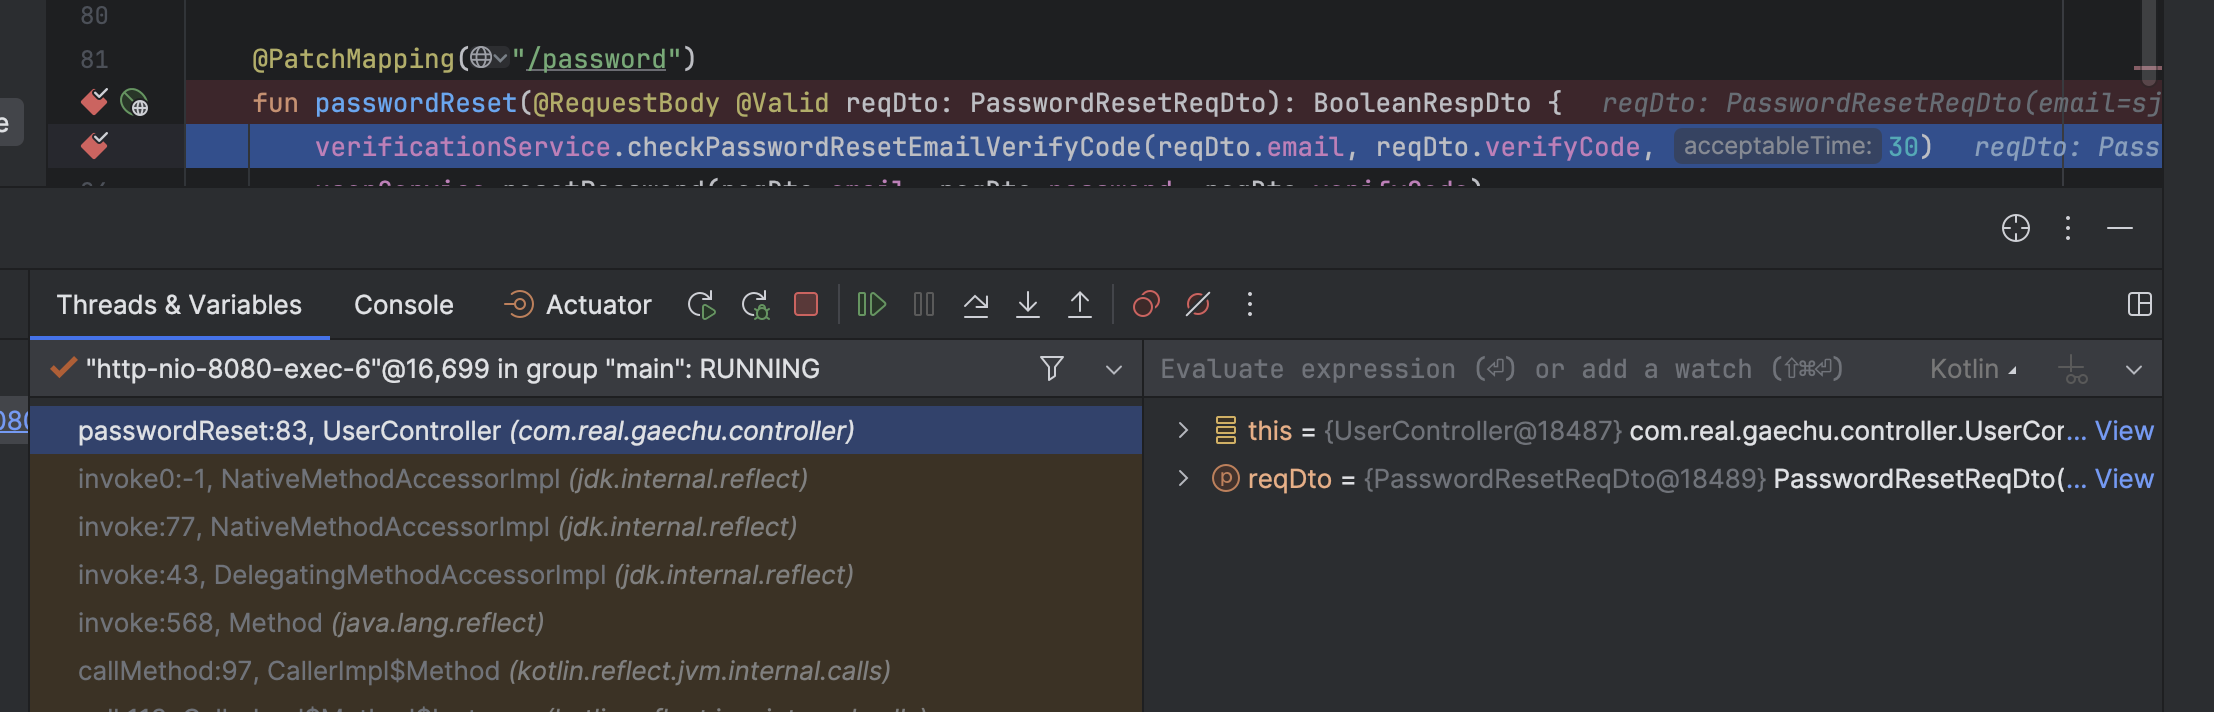 80
81 @PatchMapping("/password")
fun passwordReset(@RequestBody @Valid reqDto: PasswordResetReqDto): BooleanRespDto { reqDto: PasswordResetReqDto(email=sj
e
verificationService.checkPasswordResetEmailVerifyCode(reqDto.email, reqDto.verifyCode, acceptableTime: 30) reqDto: Pass
Threads & Variables Console Actuator
"http-nio-8080-exec-6"@16,699 in group "main": RUNNING
Evaluate expression (⏎) or add a watch (⇧⌘⏎) Kotlin
080
passwordReset:83, UserController (com.real.gaechu.controller)
invoke0:-1, NativeMethodAccessorImpl (jdk.internal.reflect)
invoke:77, NativeMethodAccessorImpl (jdk.internal.reflect)
invoke:43, DelegatingMethodAccessorImpl (jdk.internal.reflect)
invoke:568, Method (java.lang.reflect)
callMethod:97, CallerImpl$Method (kotlin.reflect.jvm.internal.calls)
this = {UserController@18487} com.real.gaechu.controller.UserCor... View
reqDto = {PasswordResetReqDto@18489} PasswordResetReqDto(... View